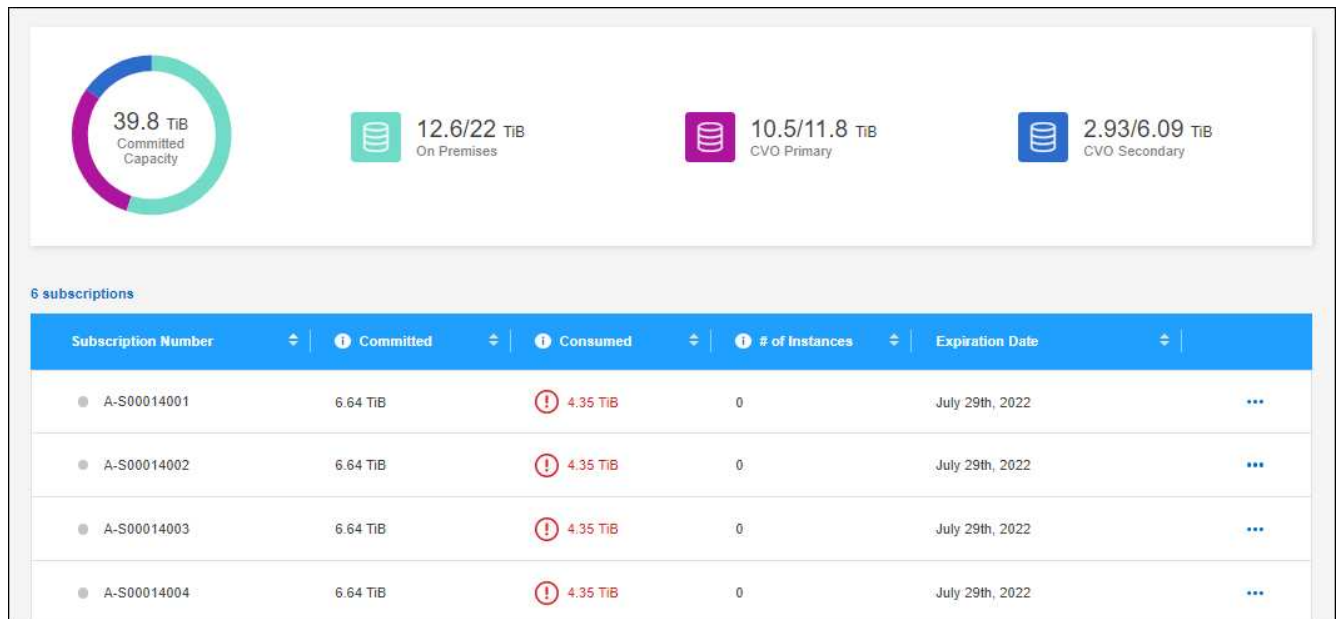 39.8 TiB
Committed
Capacity
12.6/22 TiB
On Premises
10.5/11.8 TiB
CVO Primary
2.93/6.09 TiB
CVO Secondary
6 subscriptions
Subscription Number Committed Consumed # of Instances Expiration Date
A-S00014001 6.64 TiB 4.35 TiB 0 July 29th, 2022
A-S00014002 6.64 TiB 4.35 TiB 0 July 29th, 2022
A-S00014003 6.64 TiB 4.35 TiB 0 July 29th, 2022
A-S00014004 6.64 TiB 4.35 TiB 0 July 29th, 2022